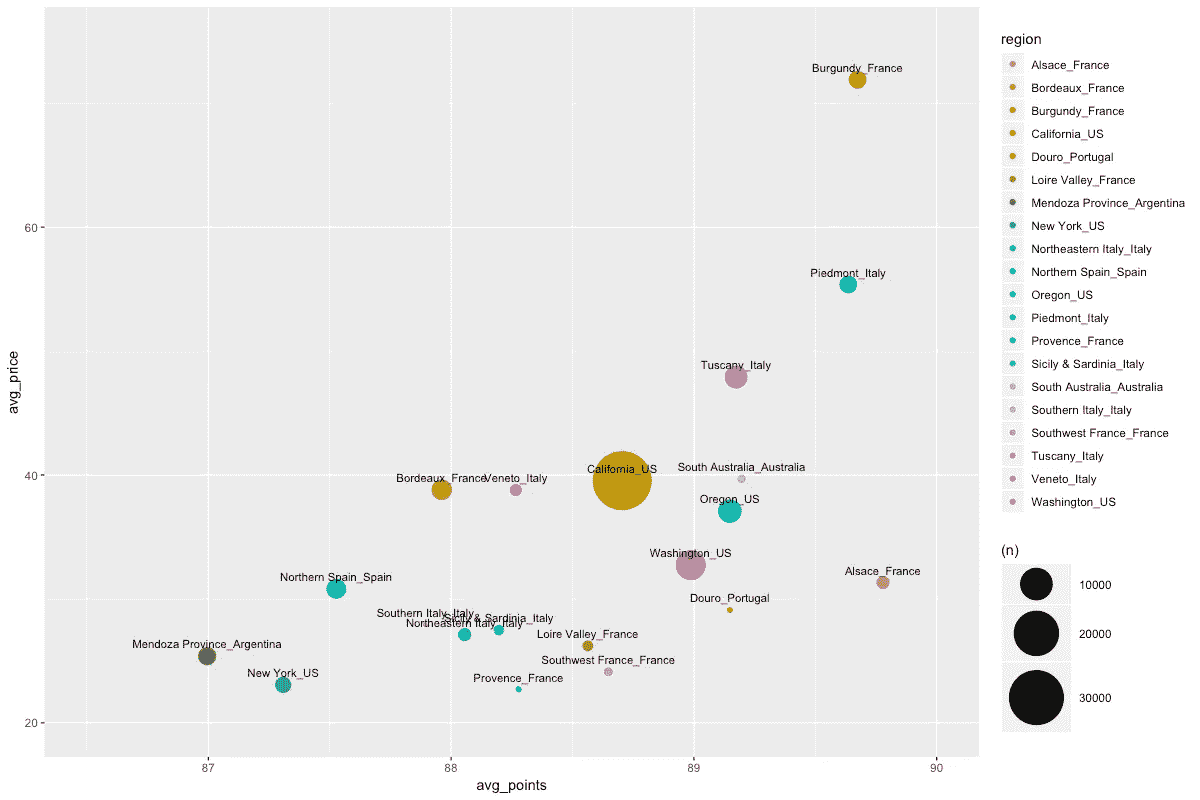 Burgundy_France
60
Piedmont_Italy
Tuscany_Italy
avg_price
40
Bordeaux_France
Veneto_Italy
California_US
South Australia_Australia
Oregon_US
Washington_US
Alsace_France
Northern Spain_Spain
Douro_Portugal
Southern Italy_Italy
Sicily & Sardinia_Italy
Northeastern Italy_Italy
Loire Valley_France
Mendoza Province_Argentina
Southwest France_France
New York_US
Provence_France
20
87
88
89
90
avg_points
region
Alsace_France
Bordeaux_France
Burgundy_France
California_US
Douro_Portugal
Loire Valley_France
Mendoza Province_Argentina
New York_US
Northeastern Italy_Italy
Northern Spain_Spain
Oregon_US
Piedmont_Italy
Provence_France
Sicily & Sardinia_Italy
South Australia_Australia
Southern Italy_Italy
Southwest France_France
Tuscany_Italy
Veneto_Italy
Washington_US
(n)
10000
20000
30000